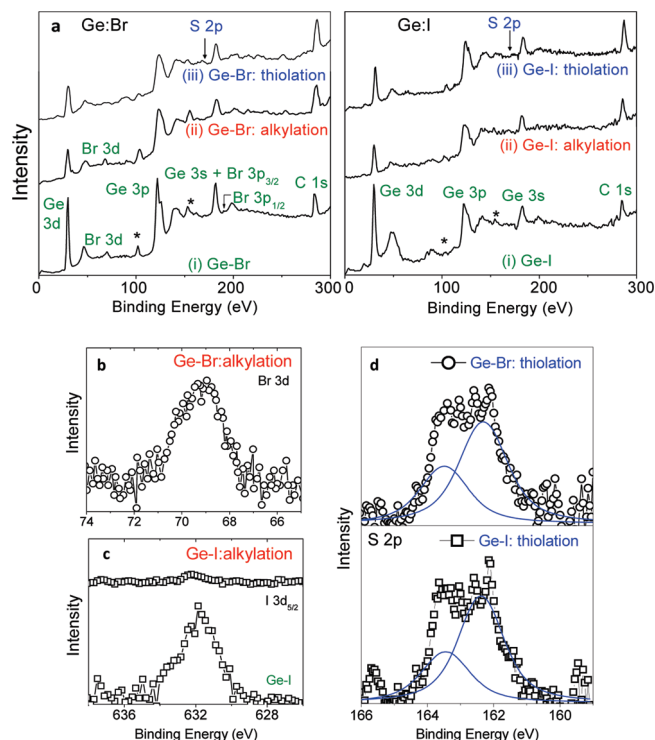 a
Ge:Br
S 2p
(iii) Ge-Br: thiolation
(ii) Ge-Br: alkylation
Br 3d
Ge 3s + Br 3p3/2
Ge 3p
Br 3p1/2
C 1s
Ge
3d
Br 3d
*
*
(i) Ge-Br
Intensity
0
100
200
300
Binding Energy (eV)
Ge:I
S 2p
(iii) Ge-I: thiolation
(ii) Ge-I: alkylation
Ge 3d
Ge 3p
Ge 3s
C 1s
*
*
(i) Ge-I
0
100
200
300
Binding Energy (eV)
b
Ge-Br:alkylation
Br 3d
Intensity
74
72
70
68
66
c
Ge-I:alkylation
I 3d5/2
Ge-I
Intensity
636
632
628
Binding Energy (eV)
d
Ge-Br: thiolation
S 2p
Ge-I: thiolation
Intensity
166
164
162
160
Binding Energy (eV)